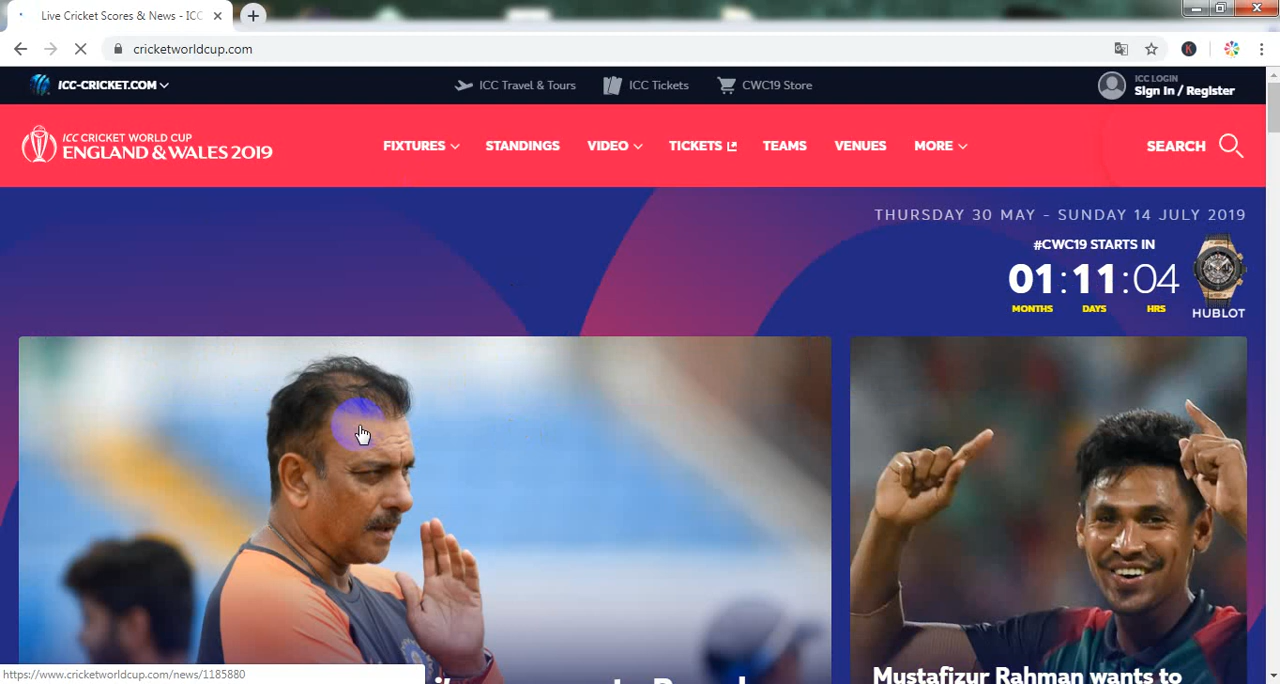 Live Cricket Scores & News - ICC
cricketworldcup.com
ICC-CRICKET.COM
ICC Travel & Tours
ICC Tickets
CWC19 Store
ICC LOGIN
Sign In / Register
ICC CRICKET WORLD CUP
ENGLAND & WALES 2019
FIXTURES
STANDINGS
VIDEO
TICKETS
TEAMS
VENUES
MORE
SEARCH
THURSDAY 30 MAY - SUNDAY 14 JULY 2019
#CWC19 STARTS IN
01:11:04
MONTHS DAYS HRS
HUBLOT
Mustafizur Rahman wants to
https://www.cricketworldcup.com/news/1185880